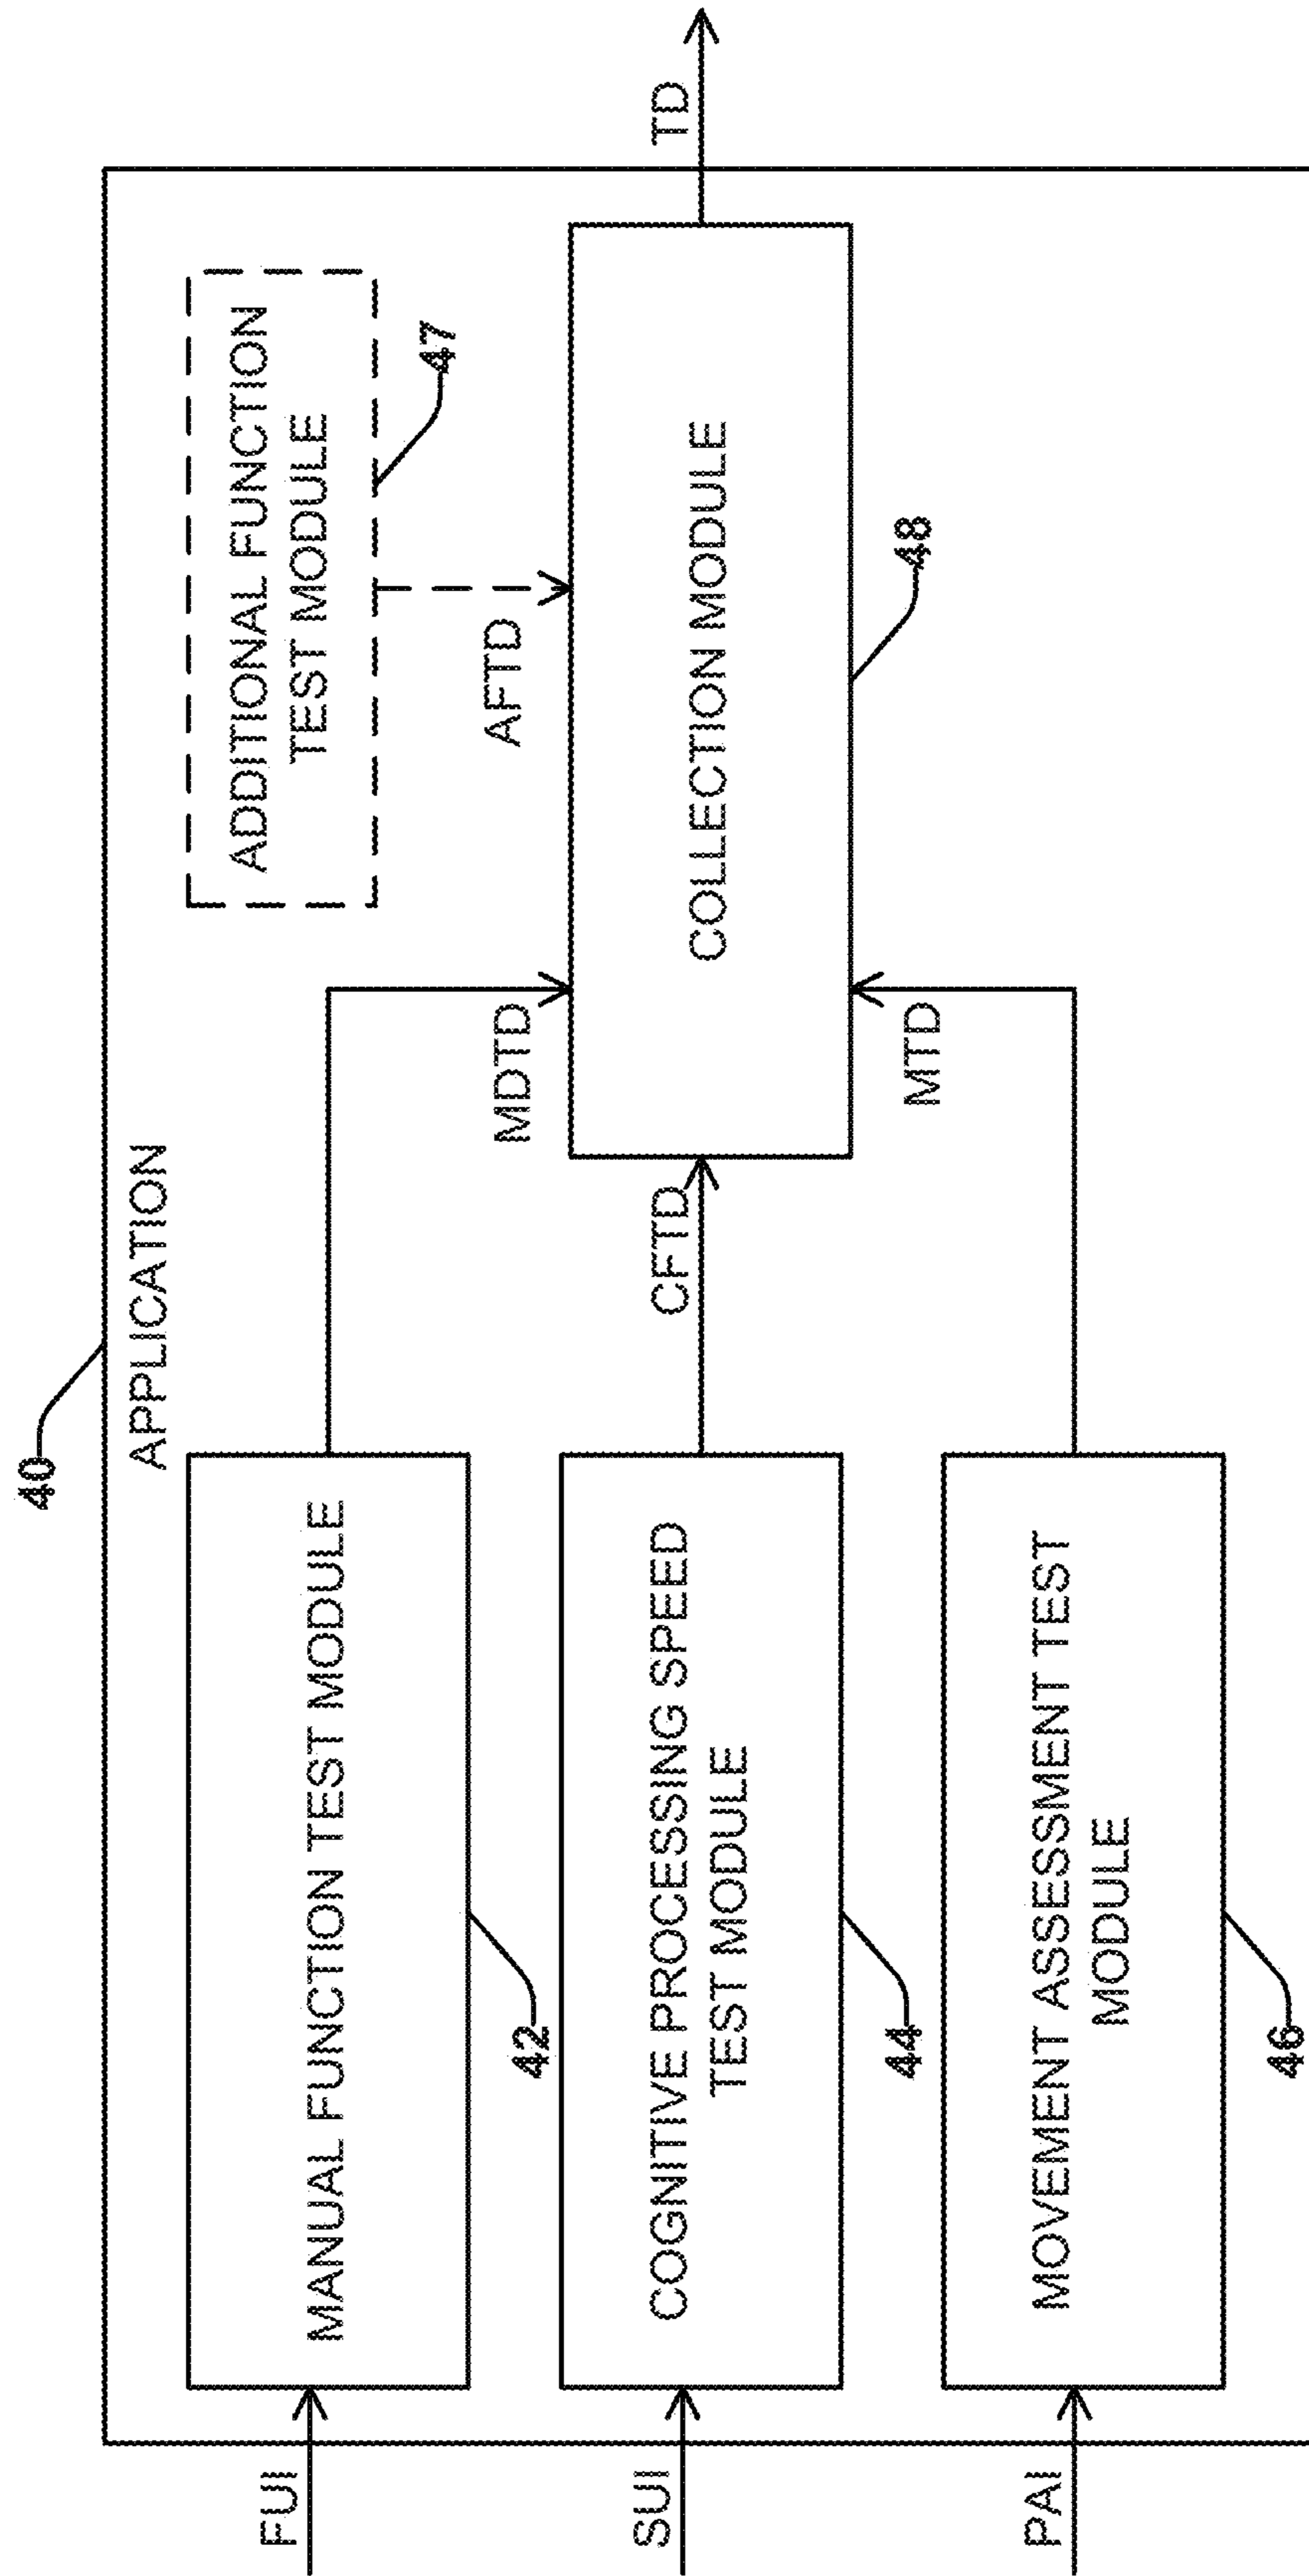 40
APPLICATION
FUI
MANUAL FUNCTION TEST MODULE
42
MDTD
ADDITIONAL FUNCTION
TEST MODULE
47
AFTD
SUI
COGNITIVE PROCESSING SPEED
TEST MODULE
44
CFTD
COLLECTION MODULE
48
TD
PAI
MOVEMENT ASSESSMENT TEST
MODULE
46
MTD